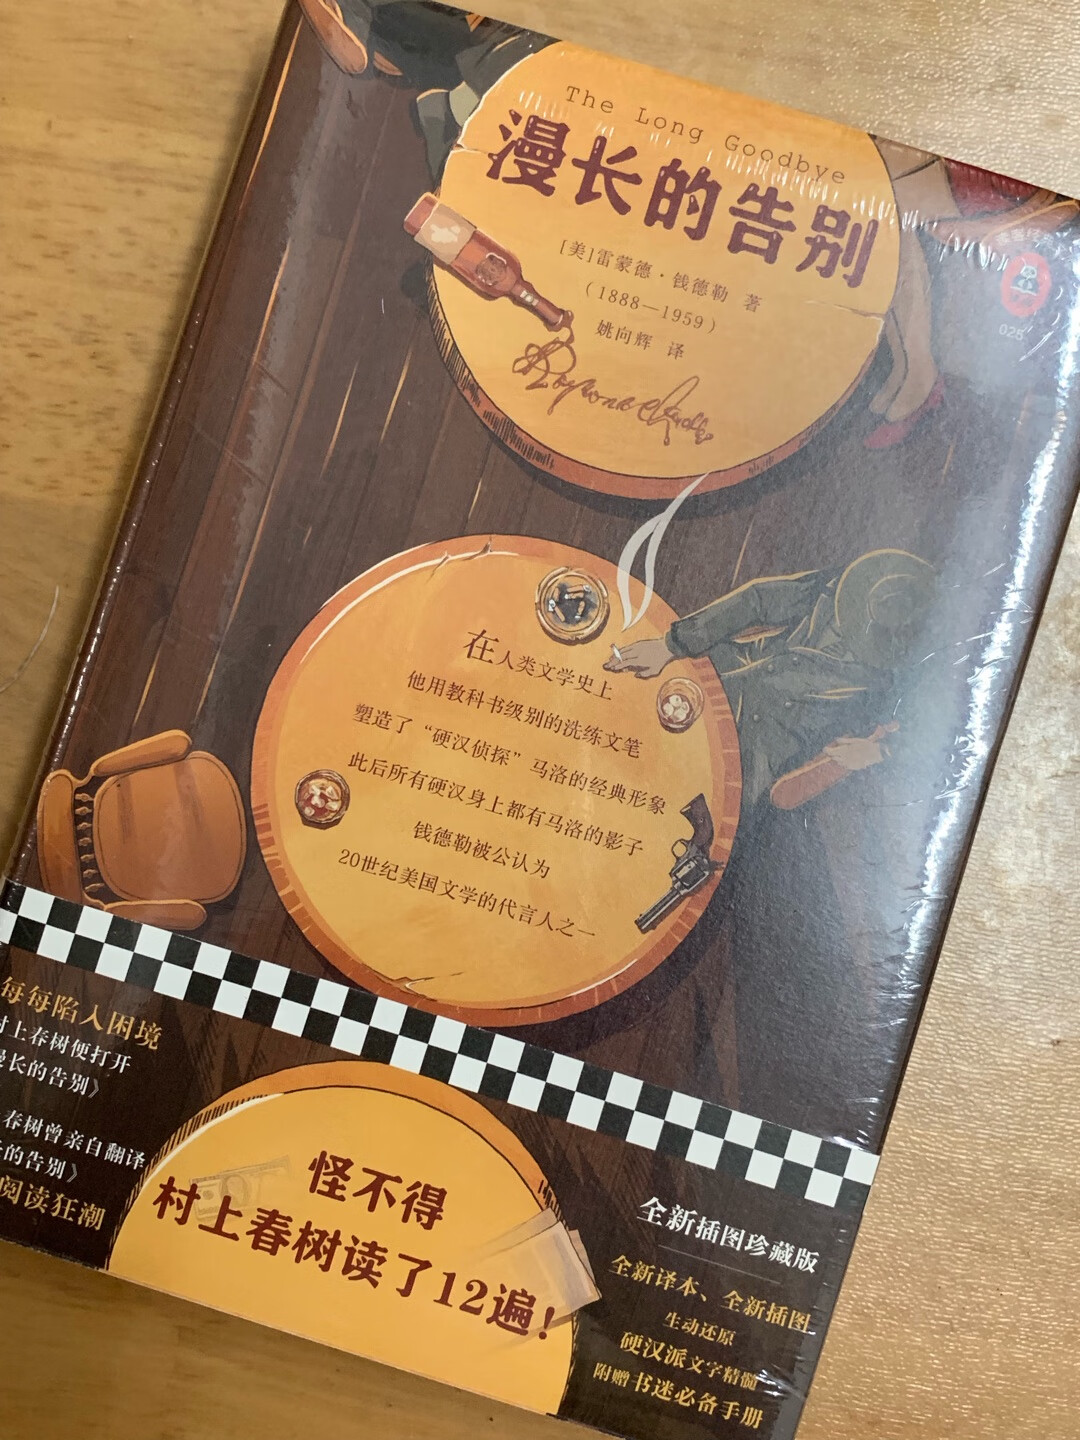 The Long Goodbye
漫长的告别
[美]雷蒙德·钱德勒 著
(1888—1959)
姚向辉 译
025
在人类文学史上
他用教科书级别的洗练文笔
塑造了“硬汉侦探”马洛的经典形象
此后所有硬汉身上都有马洛的影子
钱德勒被公认为
20世纪美国文学的代言人之一
每每陷入困境
村上春树便打开
漫长的告别》
春树曾亲自翻译
的告别》
阅读狂潮
怪不得
村上春树读了12遍!
全新插图珍藏版
全新译本、全新插图
生动还原
硬汉派文字精髓
附赠书迷必备手册